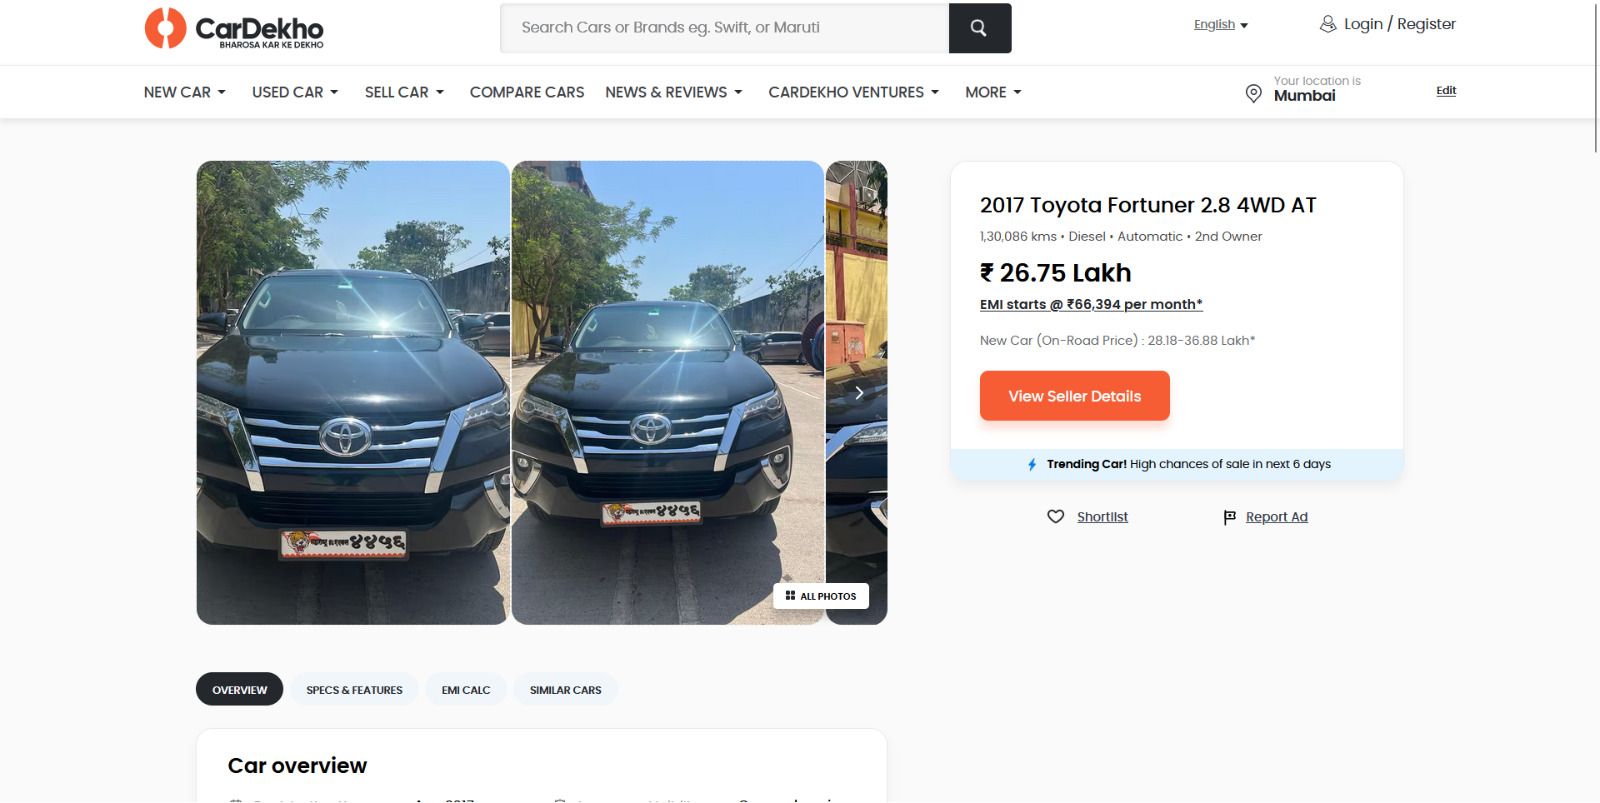 CarDekho
BHAROSA KAR KE DEKHO
Search Cars or Brands eg. Swift, or Maruti
English
Login / Register
NEW CAR
USED CAR
SELL CAR
COMPARE CARS
NEWS & REVIEWS
CARDEKHO VENTURES
MORE
Your location is
Mumbai
Edit
2017 Toyota Fortuner 2.8 4WD AT
1,30,086 kms • Diesel • Automatic • 2nd Owner
₹ 26.75 Lakh
EMI starts @ ₹66,394 per month*
New Car (On-Road Price) : 28.18-36.88 Lakh*
View Seller Details
Trending Car! High chances of sale in next 6 days
Shortlist
Report Ad
४४५६
४४५६
ALL PHOTOS
OVERVIEW
SPECS & FEATURES
EMI CALC
SIMILAR CARS
Car overview